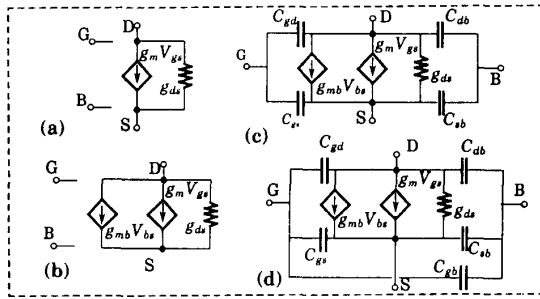 G
D
g_m V_gs
g_ds
B
S
(a)
G
D
g_m V_gs
g_mb V_bs
g_ds
B
S
(b)
C_gd
D
C_db
g_m V_gs
G
g_ds
B
g_mb V_bs
C_sb
S
(c)
C_gd
D
C_db
g_m V_gs
G
B
g_ds
g_mb V_bs
C_gs
C_sb
S
C_gb
(d)